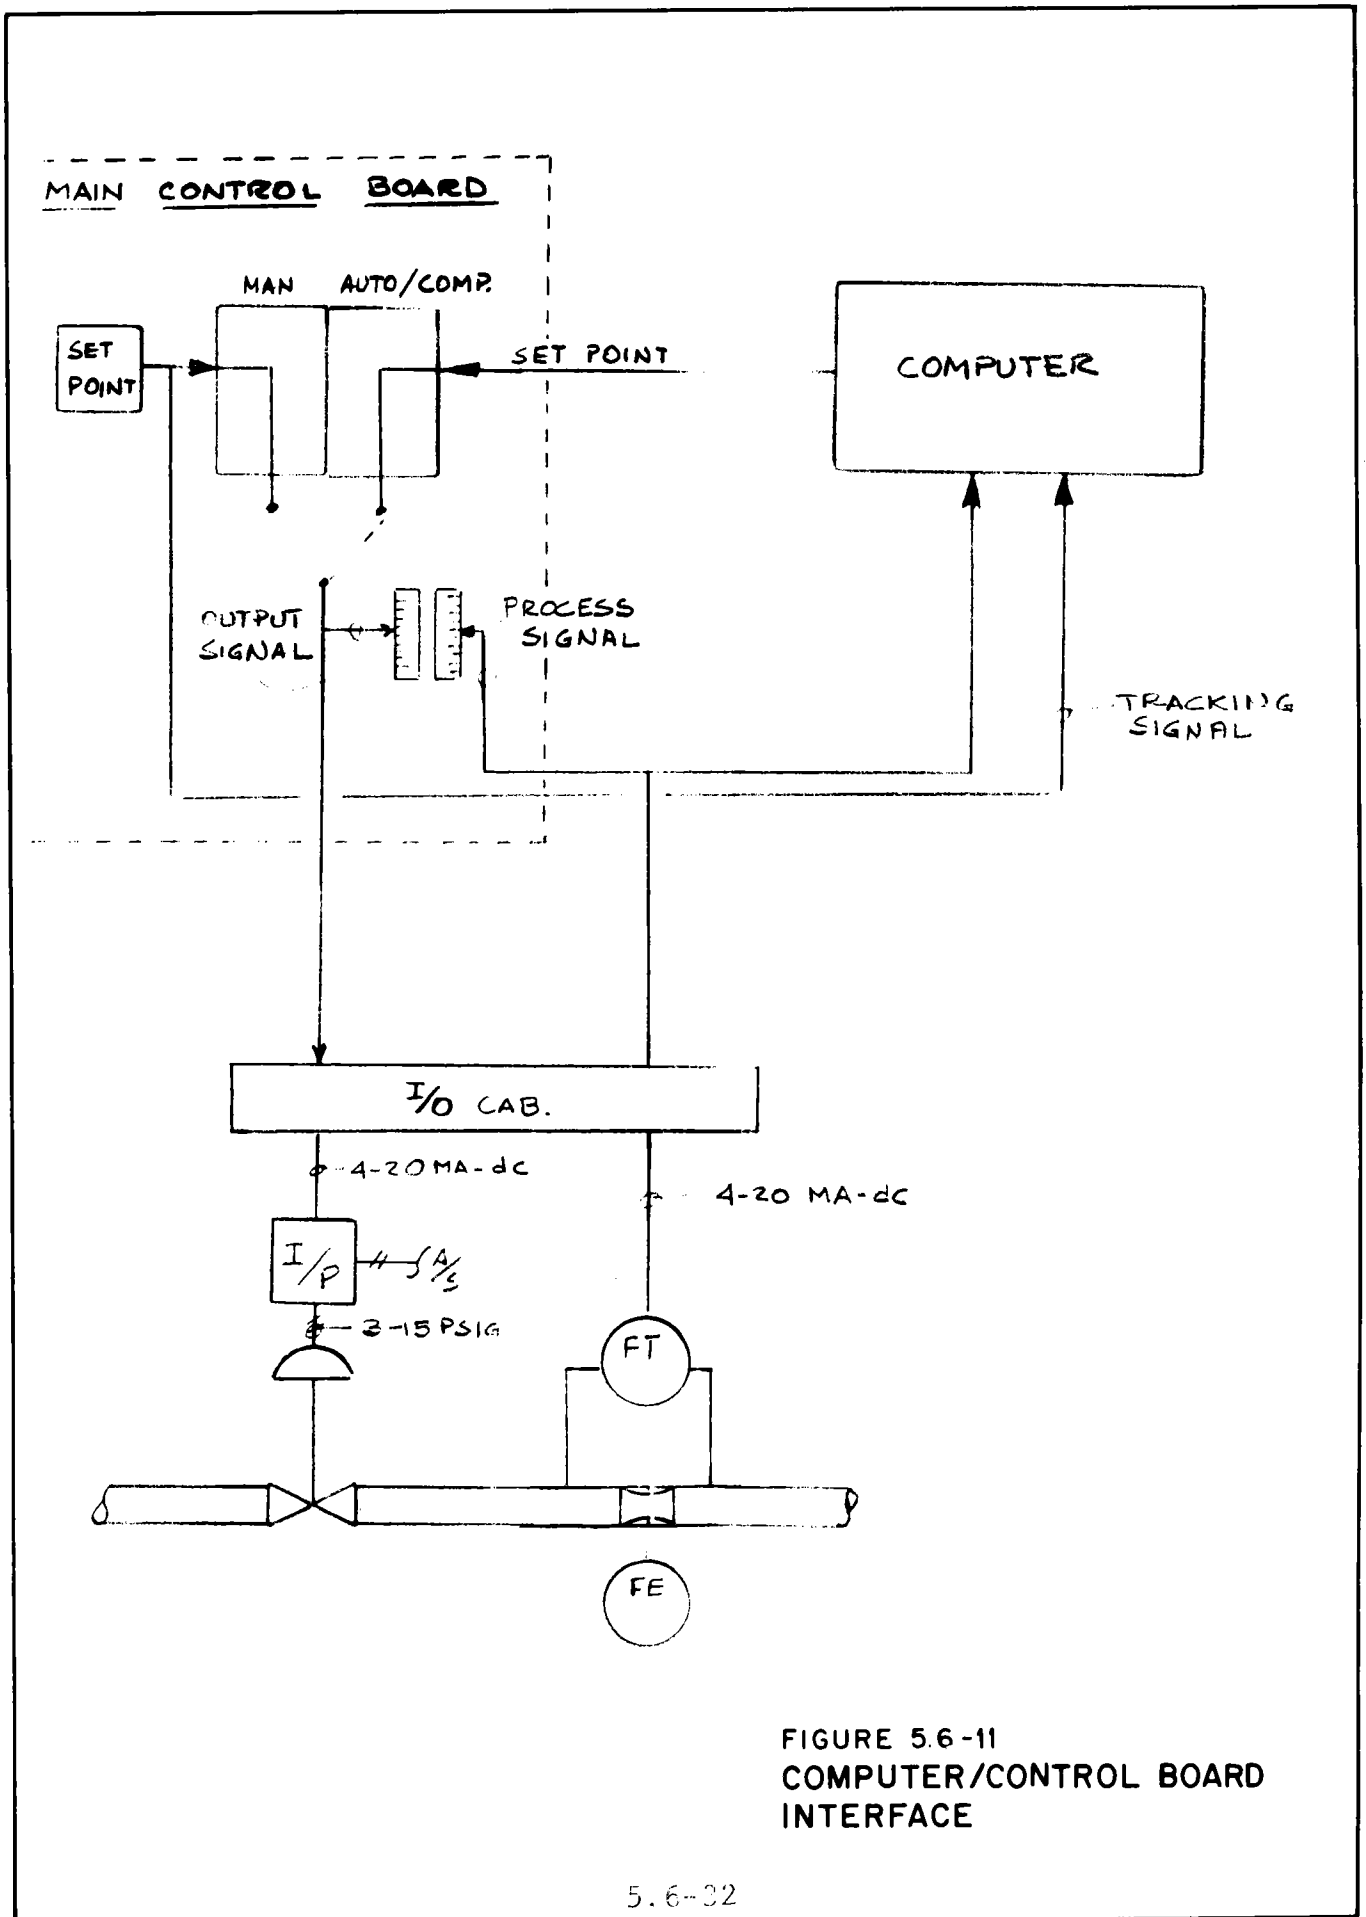 MAIN CONTROL BOARD
MAN AUTO/COMP.
SET
POINT
SET POINT
COMPUTER
OUTPUT
SIGNAL
PROCESS
SIGNAL
TRACKING
SIGNAL
I/O CAB.
4-20 MA-dc
4-20 MA-dc
I/P
A/S
3-15 PSIG
FT
FE
FIGURE 5.6-11
COMPUTER/CONTROL BOARD
INTERFACE
5.6-32